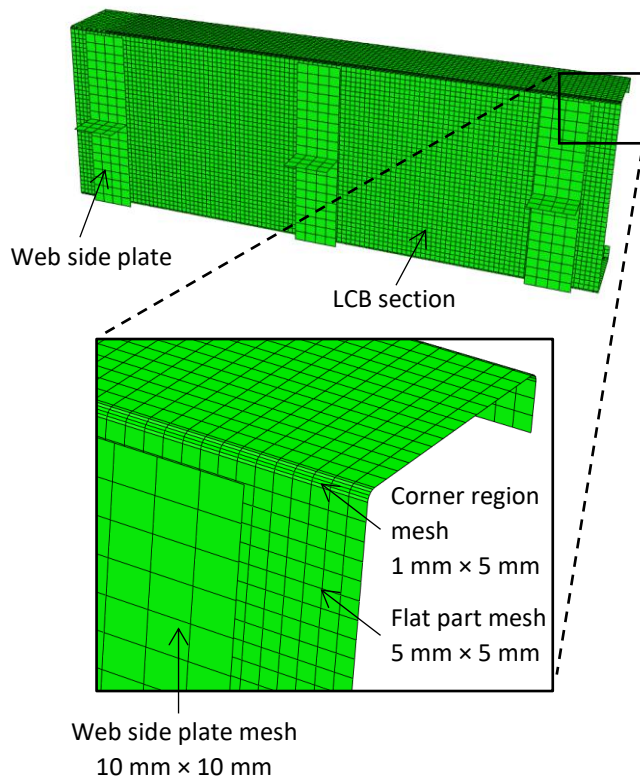 Web side plate
LCB section
Corner region
mesh
1 mm × 5 mm
Flat part mesh
5 mm × 5 mm
Web side plate mesh
10 mm × 10 mm